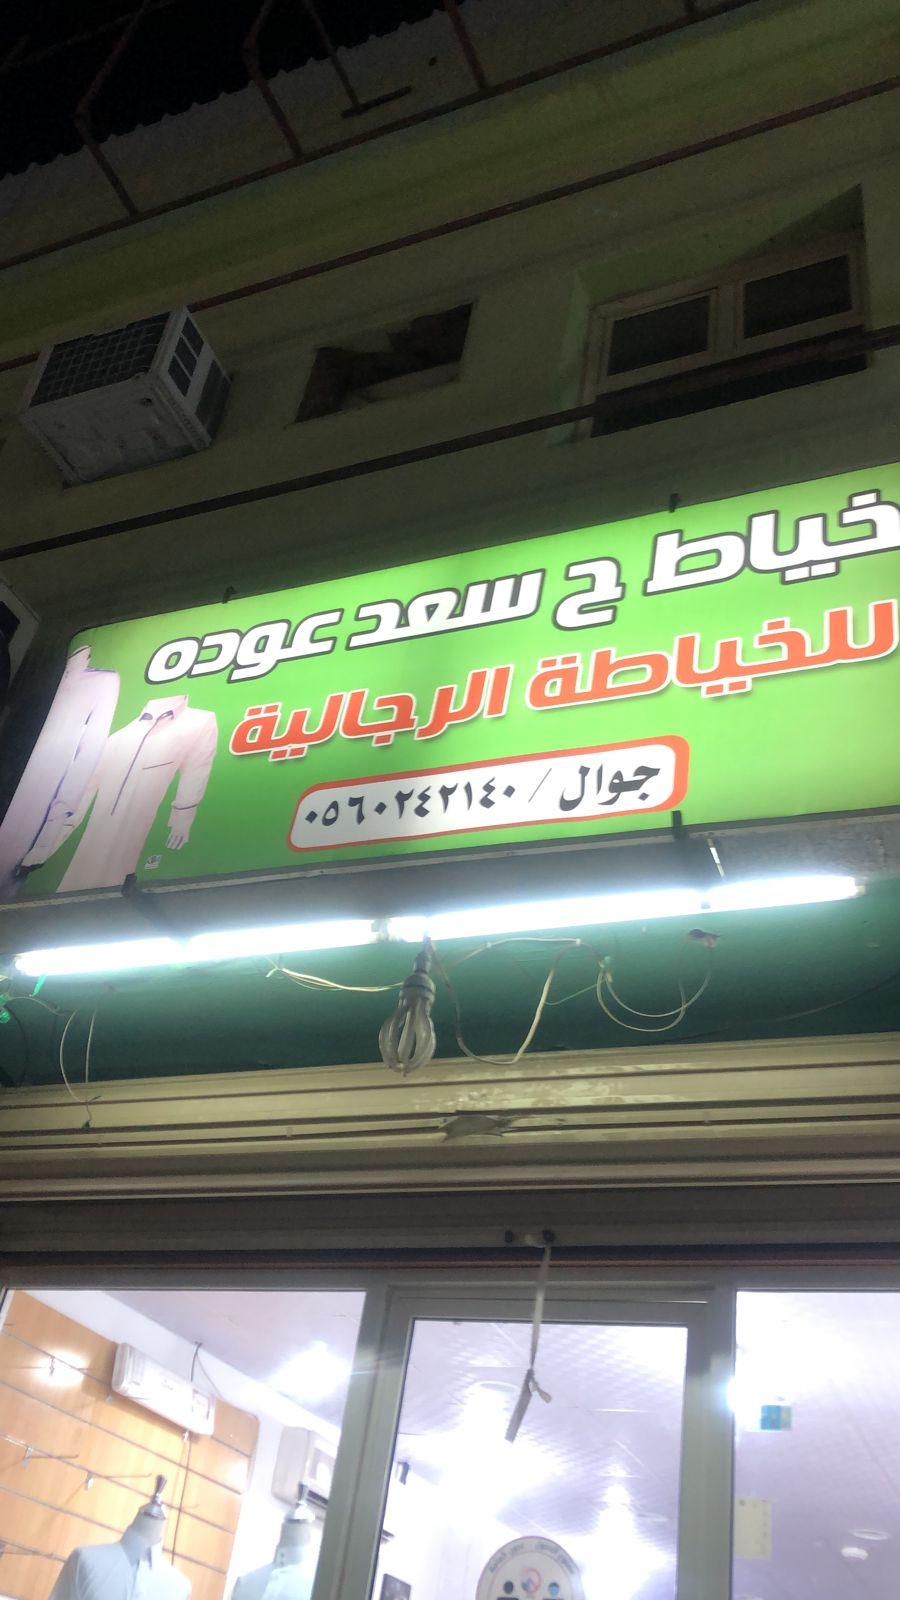 خياط ح سعد عوده
للخياطة الرجالية
جوال / ٠٥٦٠٢٤٢١٤٠